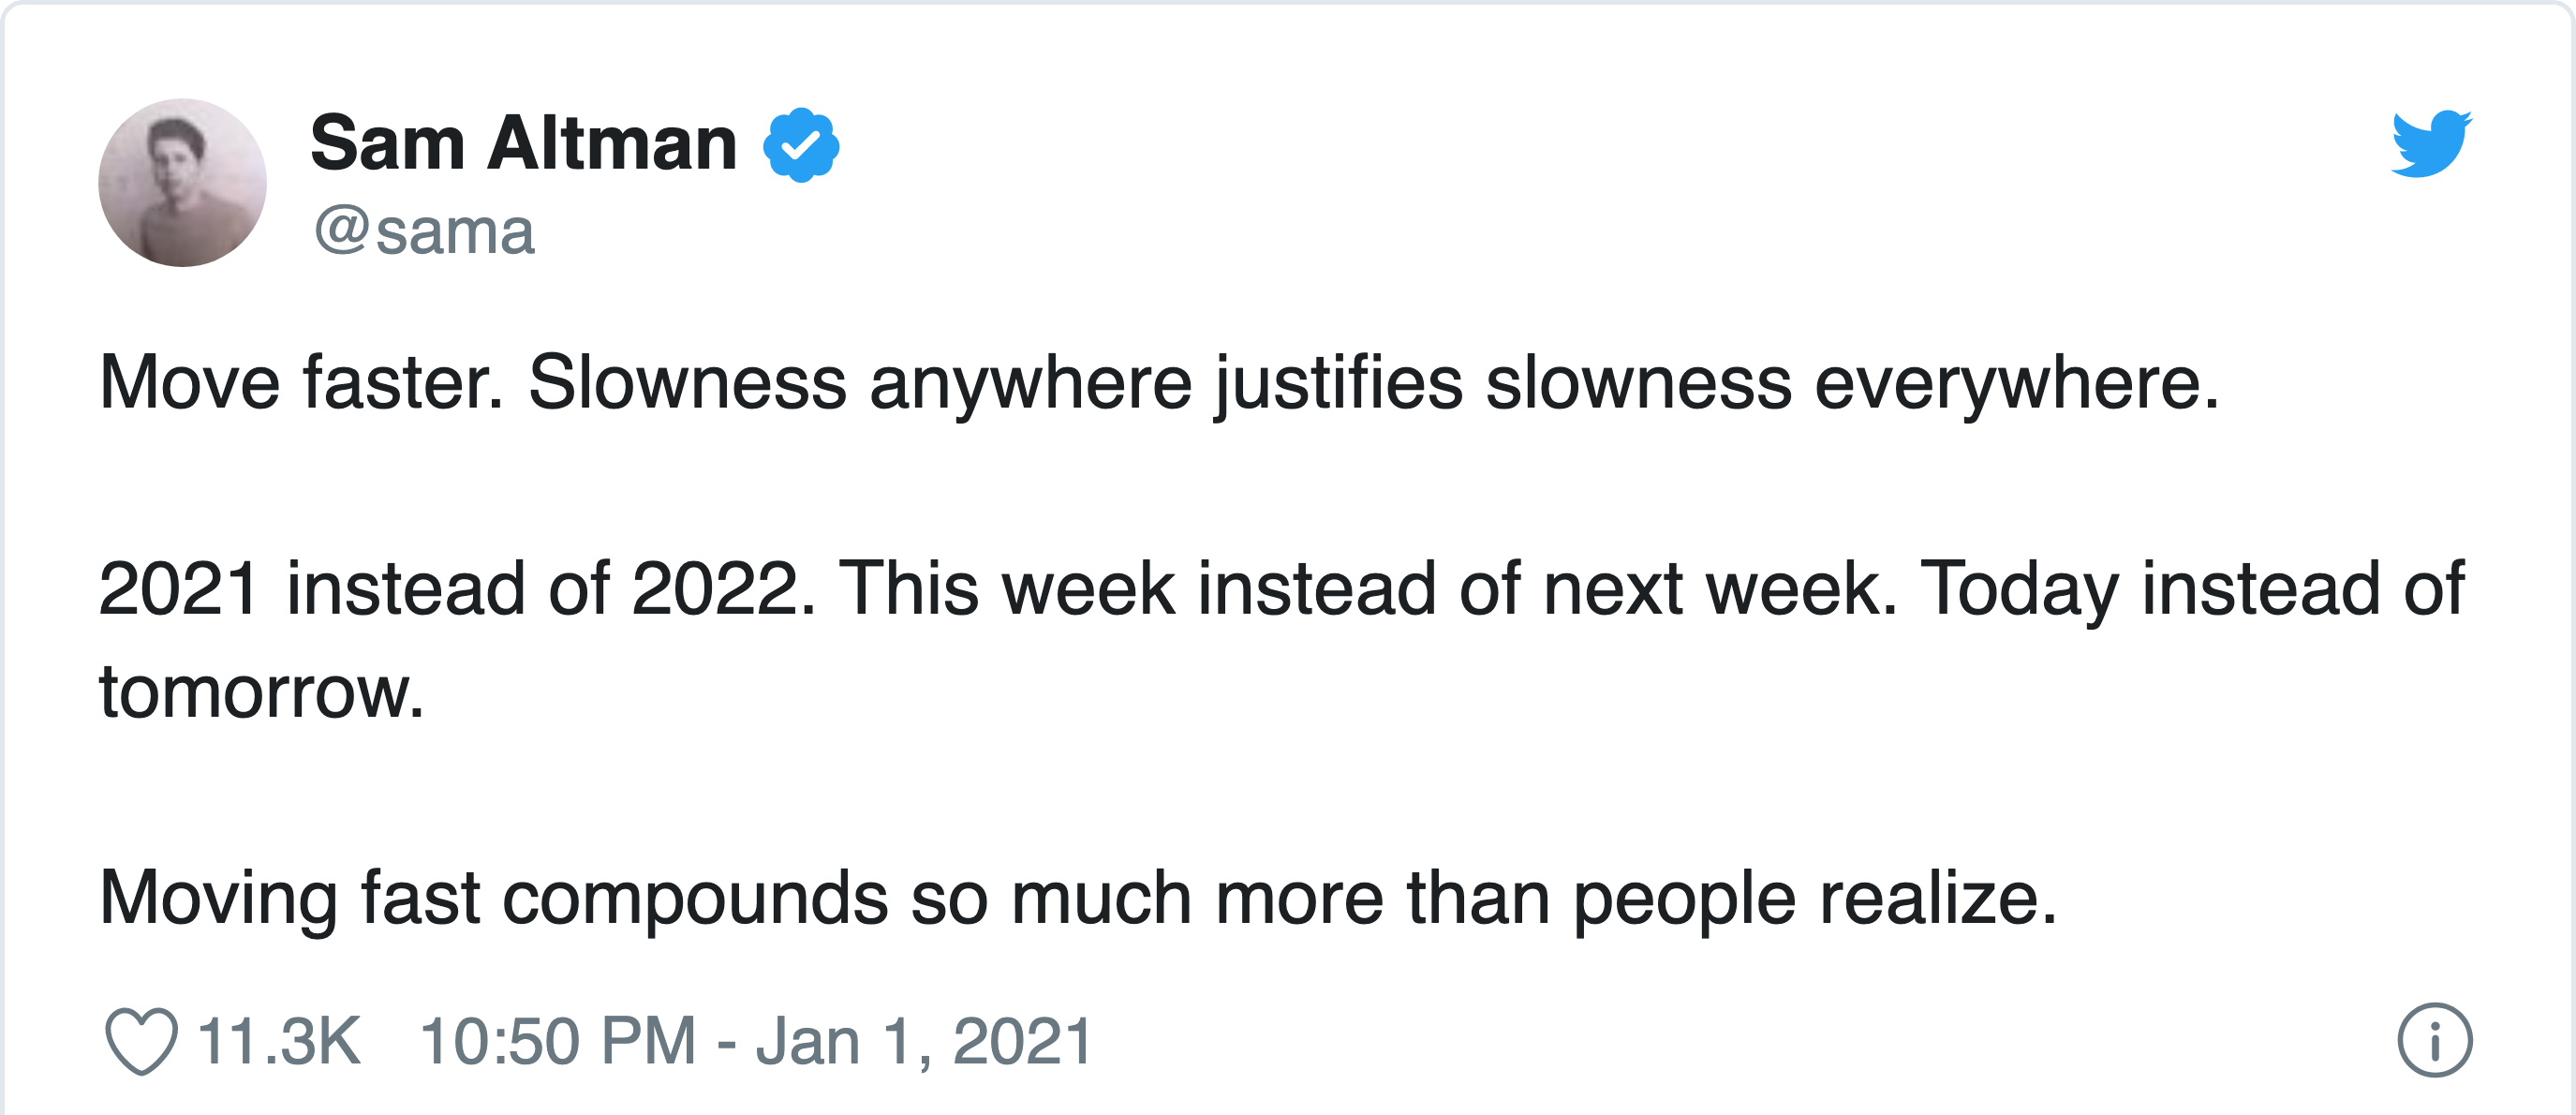 Sam Altman
@sama
Move faster. Slowness anywhere justifies slowness everywhere.
2021 instead of 2022. This week instead of next week. Today instead of
tomorrow.
Moving fast compounds so much more than people realize.
11.3K 10:50 PM - Jan 1, 2021